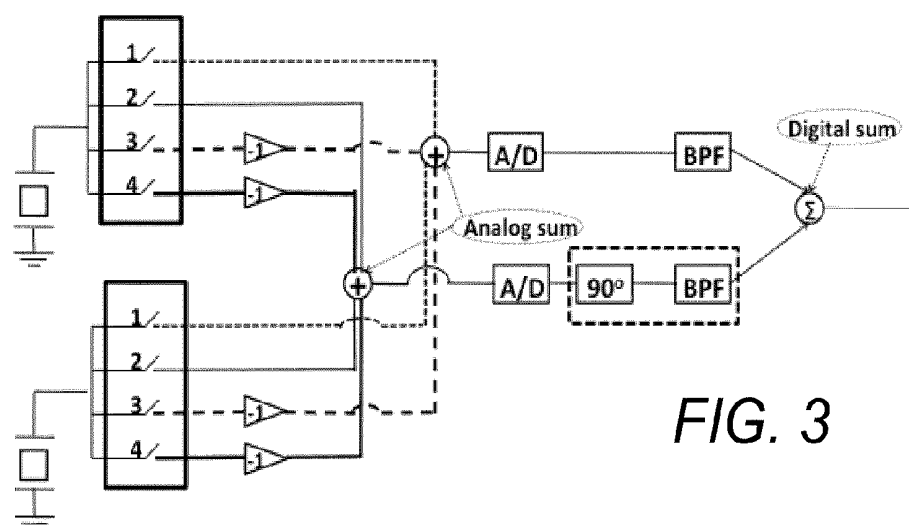 1
2
3
-1
4
-1
+
A/D
BPF
Digital sum
Σ
Analog sum
+
A/D
90°
BPF
1
2
3
-1
4
-1
FIG. 3